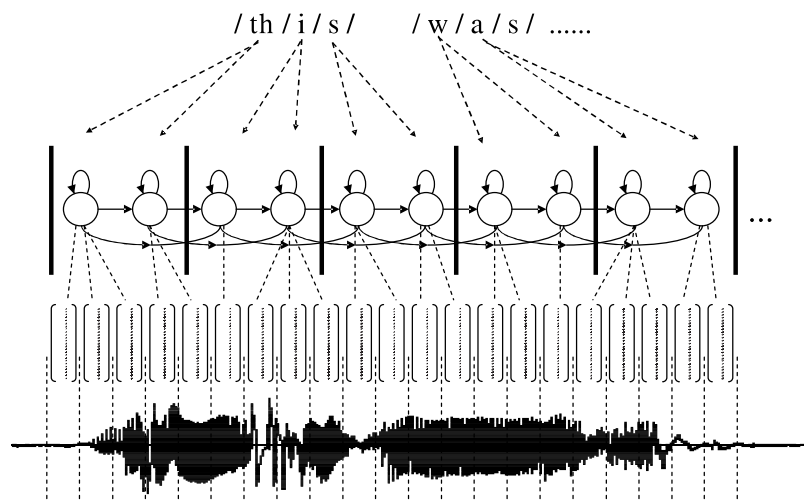 / th / i / s / / w / a / s / ......
...